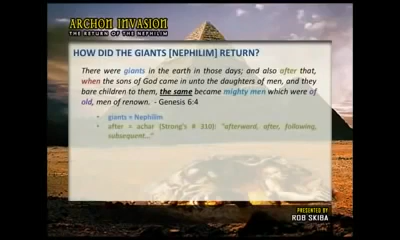 ARCHON INVASION
THE RETURN OF THE NEPHILIM
HOW DID THE GIANTS [NEPHILIM] RETURN?
There were giants in the earth in those days; and also after that,
when the sons of God came in unto the daughters of men, and they
bare children to them, the same became mighty men which were of
old, men of renown. - Genesis 6:4
• giants = Nephilim
• after = achar (Strong's # 310): "afterward, after, following,
subsequent..."
PRESENTED BY
ROB SKIBA